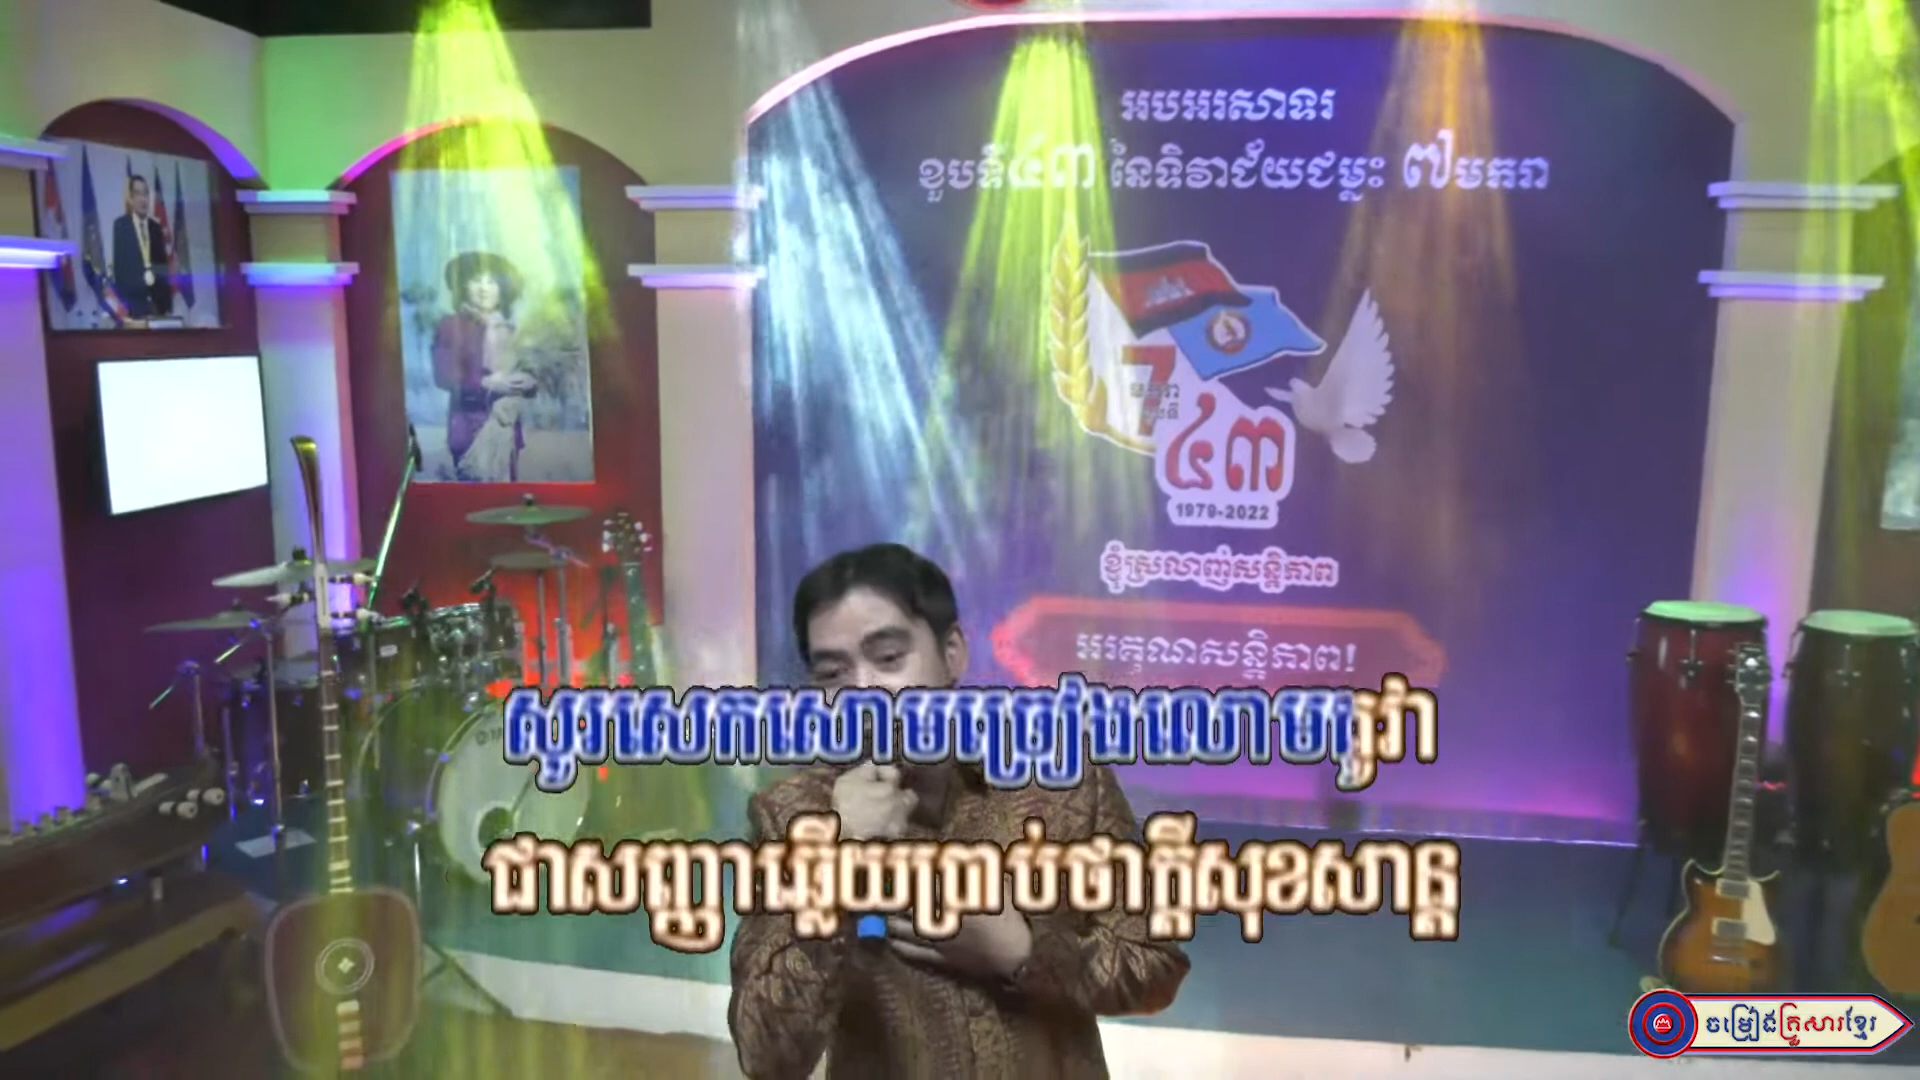 អបអរសាទរ
ខួបទី៤៣ នៃទិវាជ័យជម្នះ ៧មករា
7
មករា
៤៣
1979-2022
ខ្ញុំស្រលាញ់សន្តិភាព
អរគុណសន្តិភាព!
សូរសេកសោមច្រៀងលោមពូវា
ជាសញ្ញាឆ្លើយប្រាប់ថាក្ដីសុខសាន្ត
ចម្រៀងគ្រួសារខ្មែរ